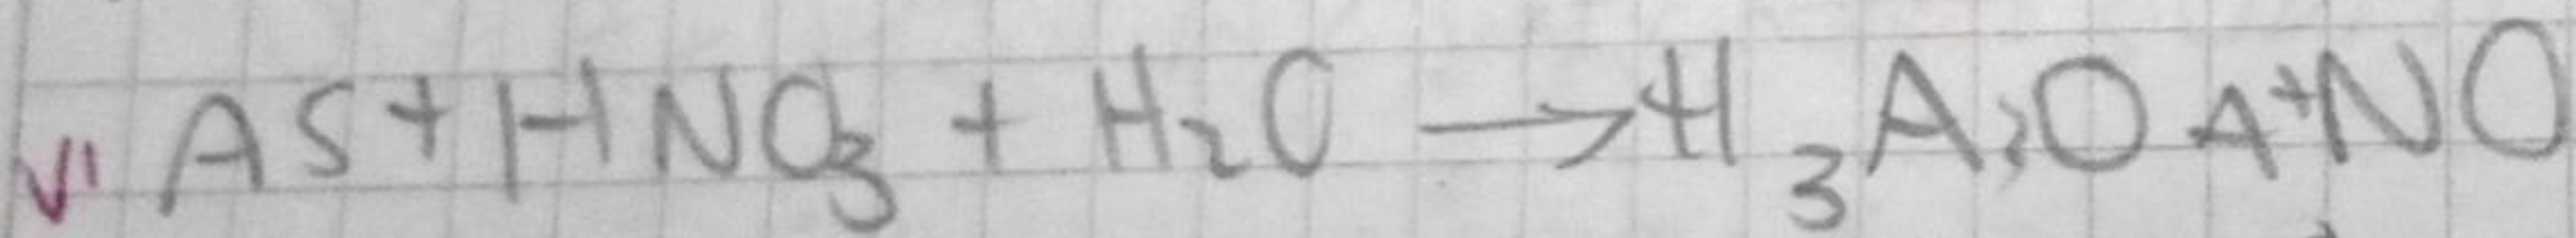 VI AS + HNO₃ + H₂O → H₃AsO₄ + NO